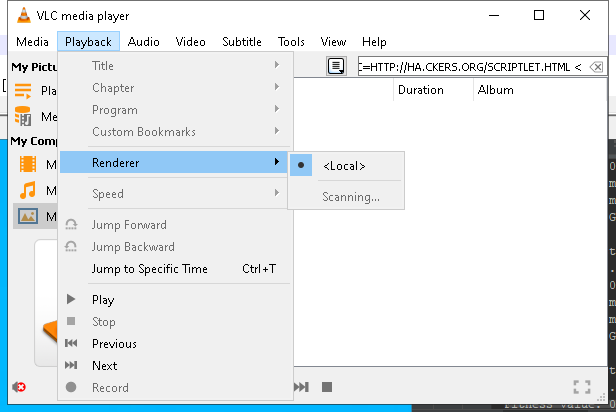 VLC media player
Media Playback Audio Video Subtitle Tools View Help
My Pictu
C=HTTP://HA.CKERS.ORG/SCRIPTLET.HTML <
Pla
Me
Duration Album
My Comp
M
M
M
Title
Chapter
Program
Custom Bookmarks
Renderer
<Local>
Scanning...
Speed
Jump Forward
Jump Backward
Jump to Specific Time Ctrl+T
Play
Stop
Previous
Next
Record